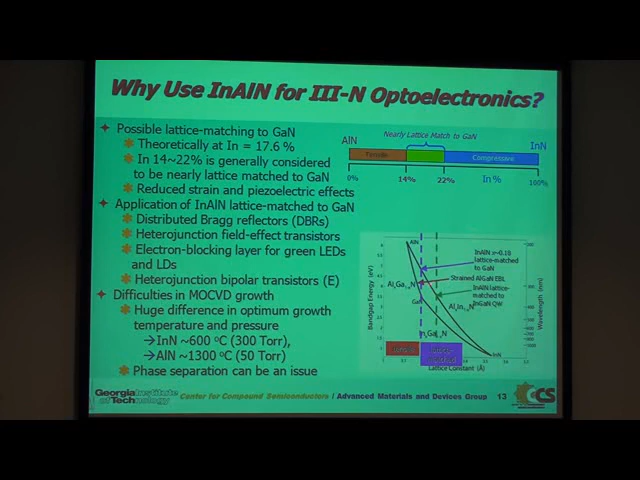 Why Use InAlN for III-N Optoelectronics?
Possible lattice-matching to GaN
Theoretically at In = 17.6 %
In 14~22% is generally considered
to be nearly lattice matched to GaN
Reduced strain and piezoelectric effects
Application of InAlN lattice-matched to GaN
Distributed Bragg reflectors (DBRs)
Heterojunction field-effect transistors
Electron-blocking layer for green LEDs
and LDs
Heterojunction bipolar transistors (E)
Difficulties in MOCVD growth
Huge difference in optimum growth
temperature and pressure
→InN ~600 °C (300 Torr),
→AlN ~1300 °C (50 Torr)
Phase separation can be an issue
Nearly Lattice Match to GaN
AlN
InN
Tensile
Compressive
0%
14%
22%
In %
100%
AlN
InAlN x~0.18
lattice-matched
to GaN
Strained AlGaN EBL
InAlN lattice-
matched to
InGaN QW
GaN
InN
Bandgap Energy (eV)
Wavelength (nm)
Lattice Constant (Å)
Georgia Institute
of Technology
Center for Compound Semiconductors / Advanced Materials and Devices Group
13
CS